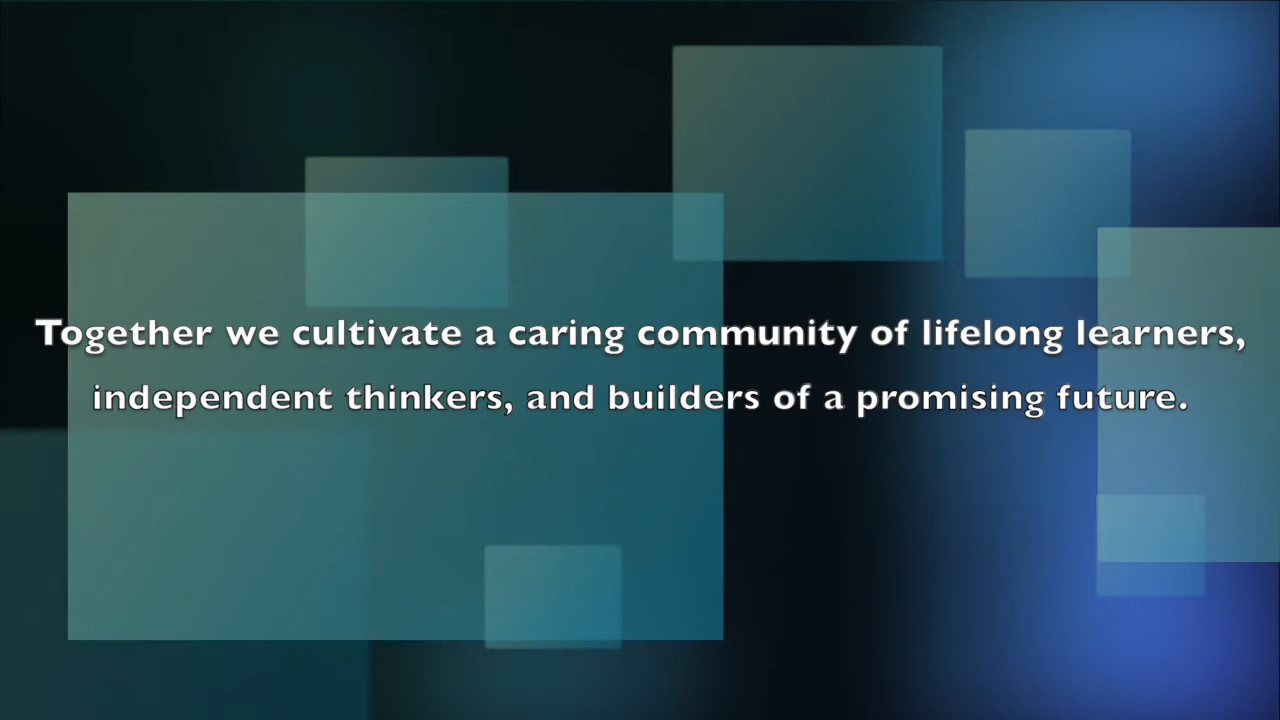 Together we cultivate a caring community of lifelong learners,
independent thinkers, and builders of a promising future.